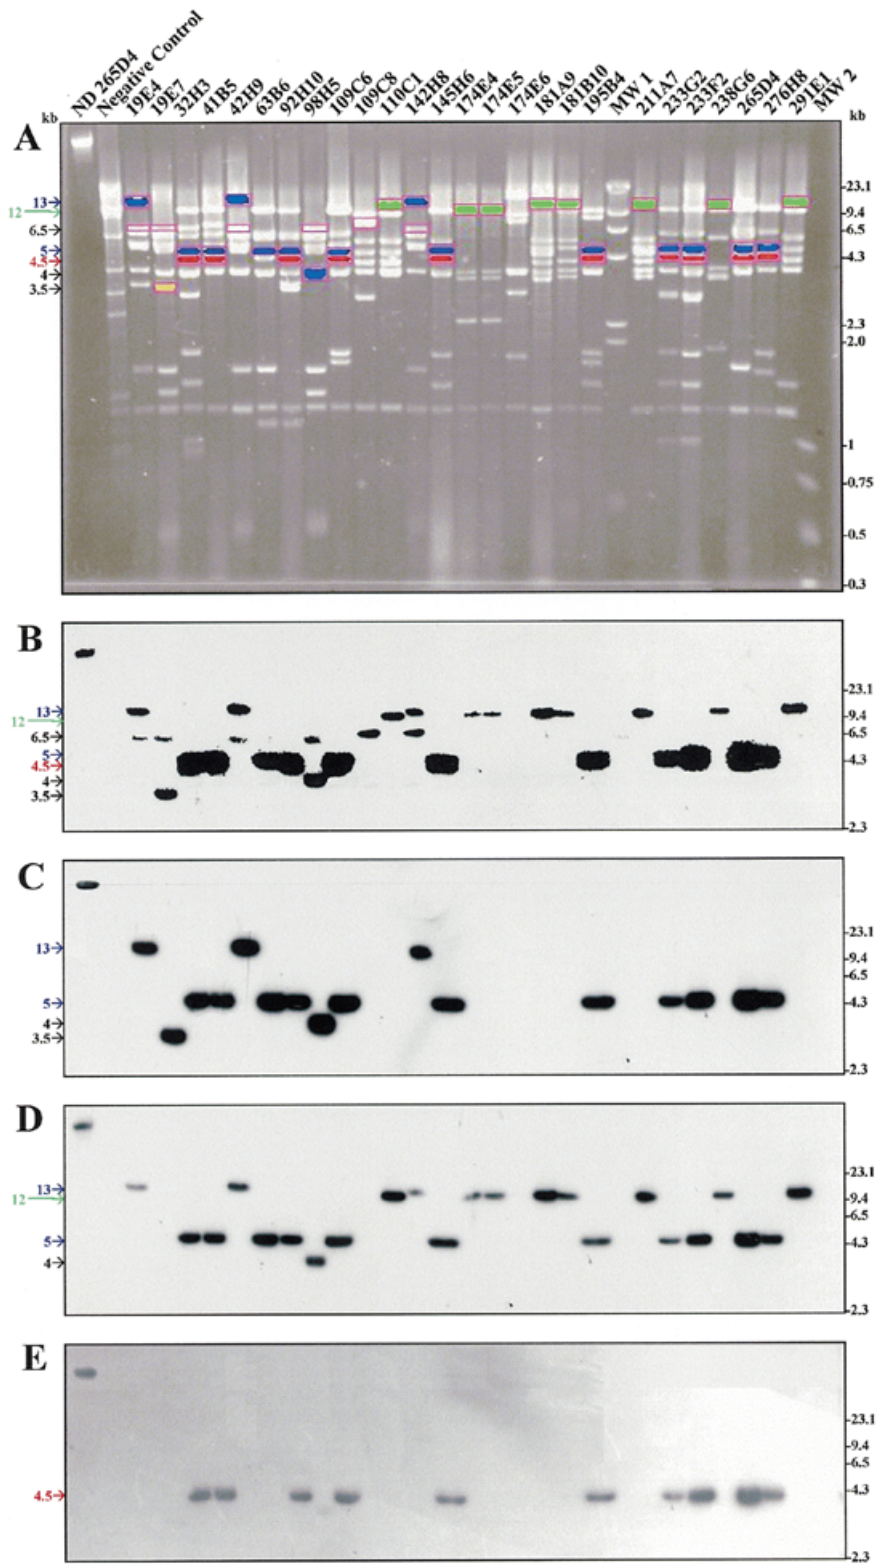 ND 265D4
Negative Control
19E4
19E7
32H3
41B5
42H9
63B6
92H10
98H5
109C6
109C8
110C1
142H8
145H6
174E4
174E5
174E6
181A9
181B10
195B4
MW 1
211A7
233G2
233F2
238G6
265D4
276H8
291E1
MW 2
kb
kb
A
13
12
6.5
5
4.5
4
3.5
23.1
9.4
6.5
4.3
2.3
2.0
1
0.75
0.5
0.3
B
13
12
6.5
5
4.5
4
3.5
23.1
9.4
6.5
4.3
2.3
C
13
5
4
3.5
23.1
9.4
6.5
4.3
2.3
D
13
12
5
4
23.1
9.4
6.5
4.3
2.3
E
4.5
23.1
9.4
6.5
4.3
2.3